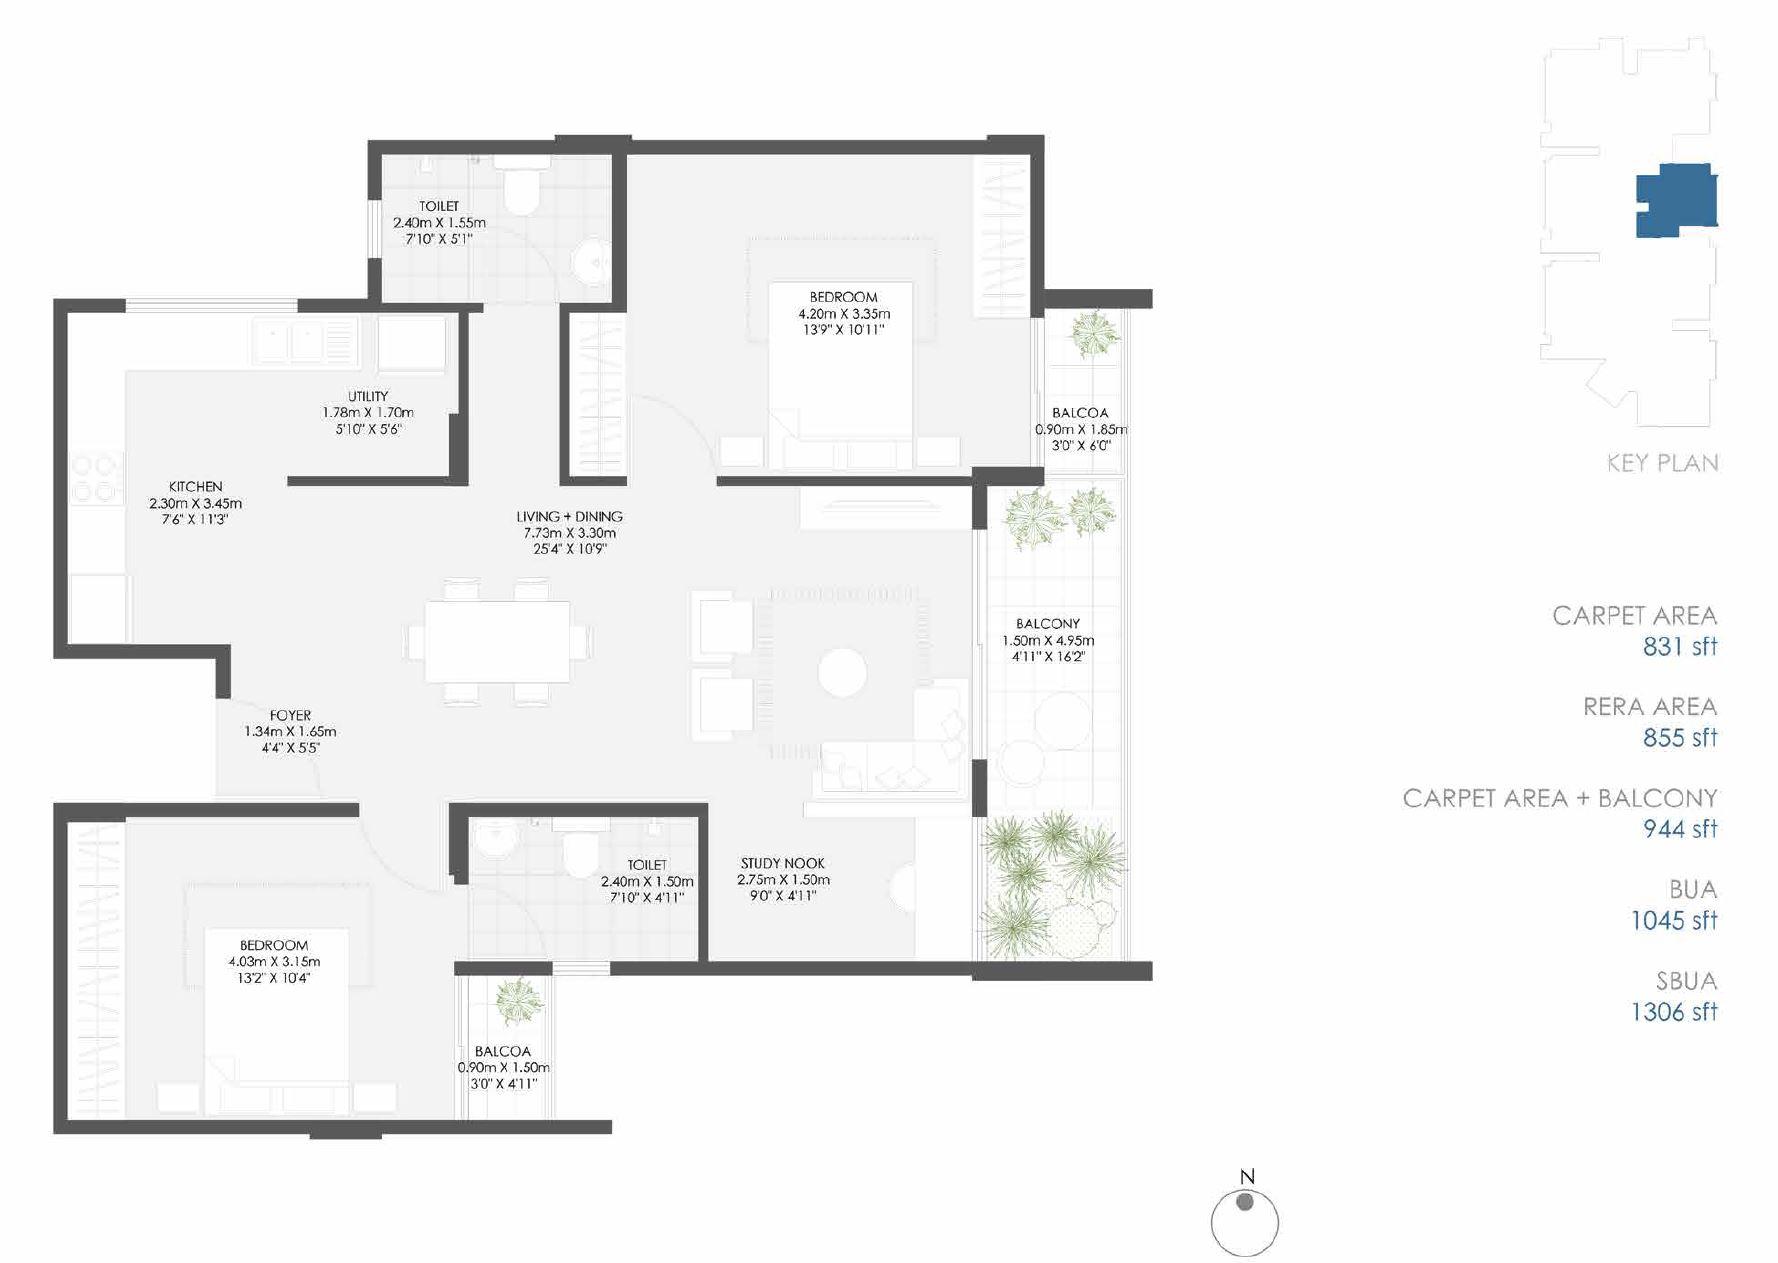 TOILET
2.40m X 1.55m
7'10" X 5'1"
BEDROOM
4.20m X 3.35m
13'9" X 10'11"
UTILITY
1.78m X 1.70m
5'10" X 5'6"
BALCOA
0.90m X 1.85m
3'0" X 6'0"
KITCHEN
2.30m X 3.45m
7'6" X 11'3"
LIVING + DINING
7.73m X 3.30m
25'4" X 10'9"
BALCONY
1.50m X 4.95m
4'11" X 16'2"
FOYER
1.34m X 1.65m
4'4" X 5'5"
TOILET
2.40m X 1.50m
7'10" X 4'11"
STUDY NOOK
2.75m X 1.50m
9'0" X 4'11"
BEDROOM
4.03m X 3.15m
13'2" X 10'4"
BALCOA
0.90m X 1.50m
3'0" X 4'11"
KEY PLAN
CARPET AREA
831 sft
RERA AREA
855 sft
CARPET AREA + BALCONY
944 sft
BUA
1045 sft
SBUA
1306 sft
N